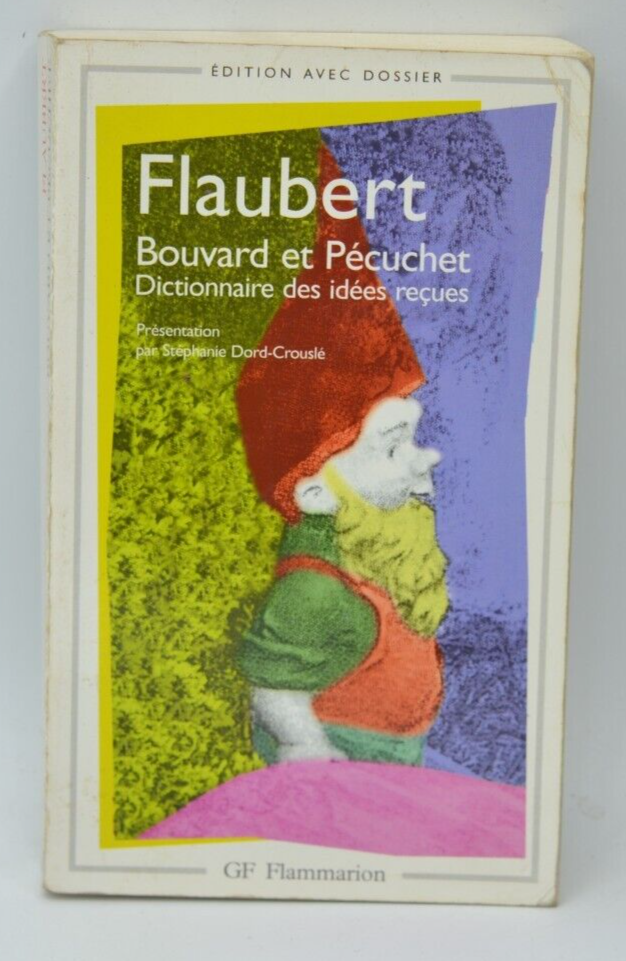 ÉDITION AVEC DOSSIER
Flaubert
Bouvard et Pécuchet
Dictionnaire des idées reçues
Présentation
par Stéphanie Dord-Crouslé
GF Flammarion